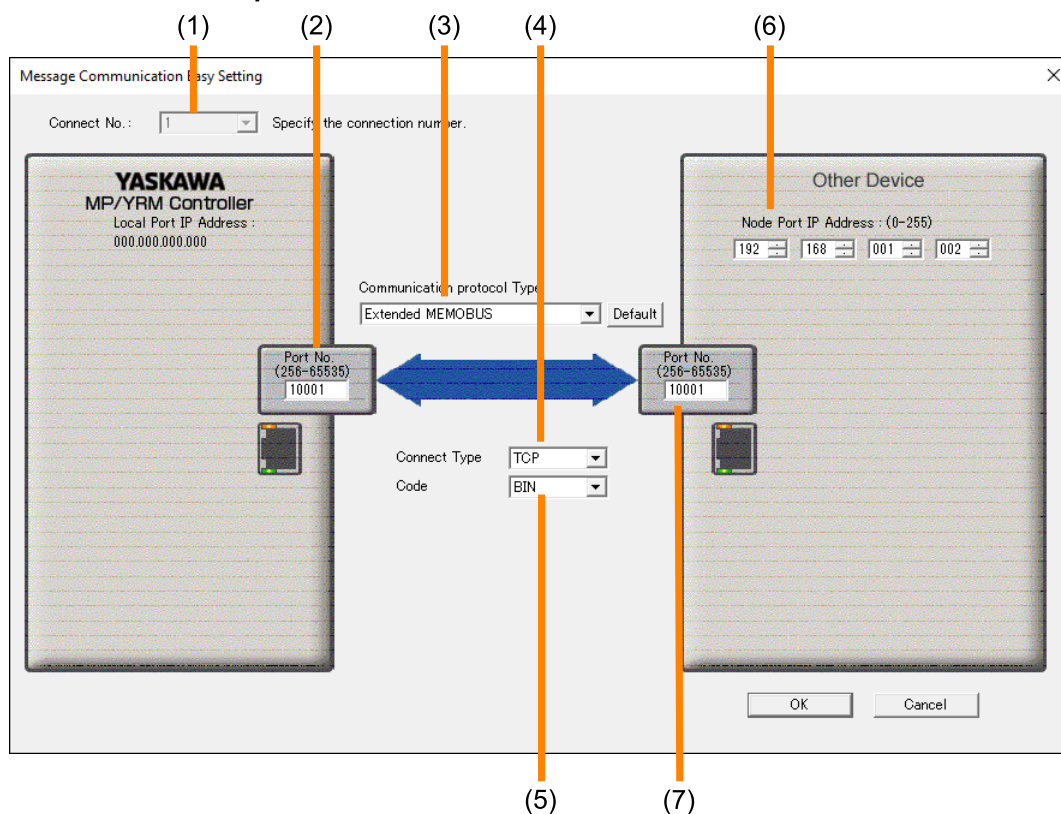 (1) (2) (3) (4) (6)
Message Communication Easy Setting
Connect No.: 1 Specify the connection number.
YASKAWA
MP/YRM Controller
Local Port IP Address :
000.000.000.000
Other Device
Node Port IP Address : (0-255)
192 168 001 002
Communication protocol Type
Extended MEMOBUS Default
Port No.
(256-65535)
10001
Port No.
(256-65535)
10001
Connect Type TCP
Code BIN
OK Cancel
(5) (7)